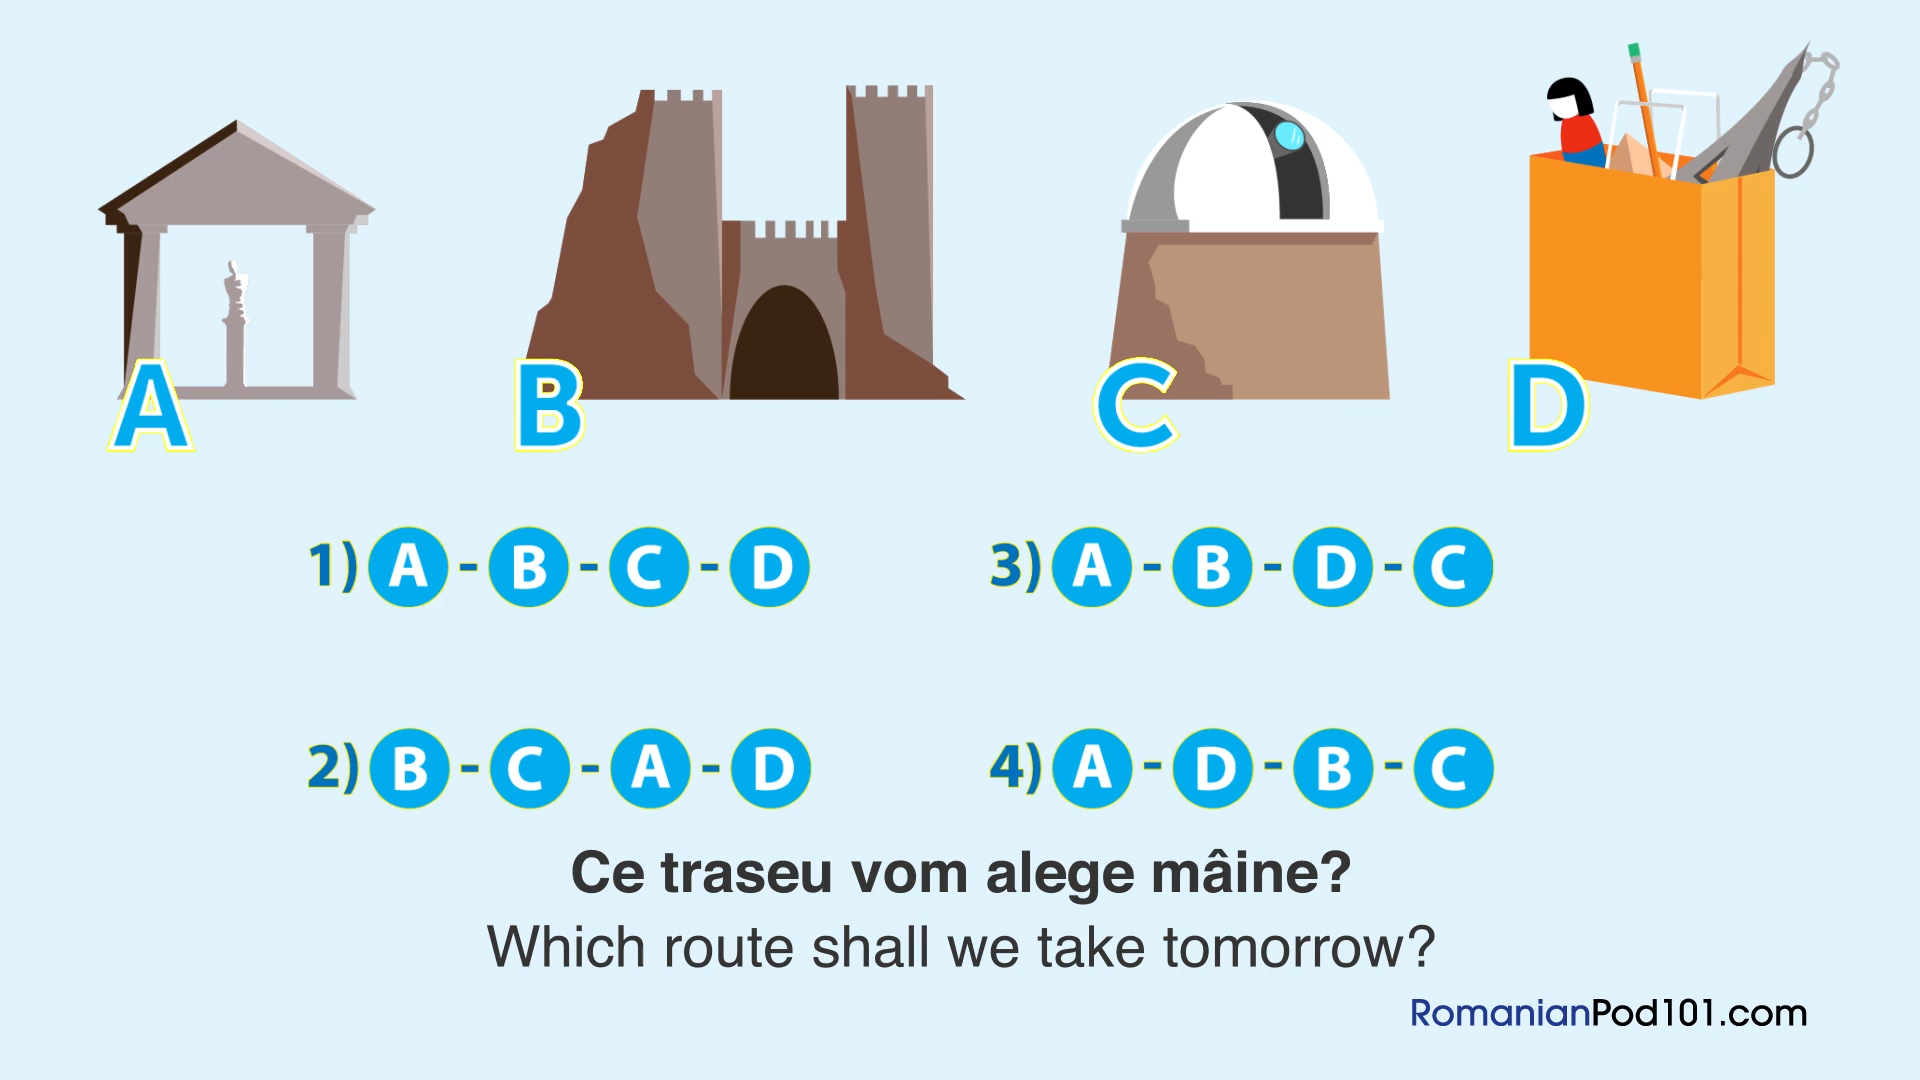 A B C D
1) A - B - C - D
3) A - B - D - C
2) B - C - A - D
4) A - D - B - C
Ce traseu vom alege mâine?
Which route shall we take tomorrow?
RomanianPod101.com